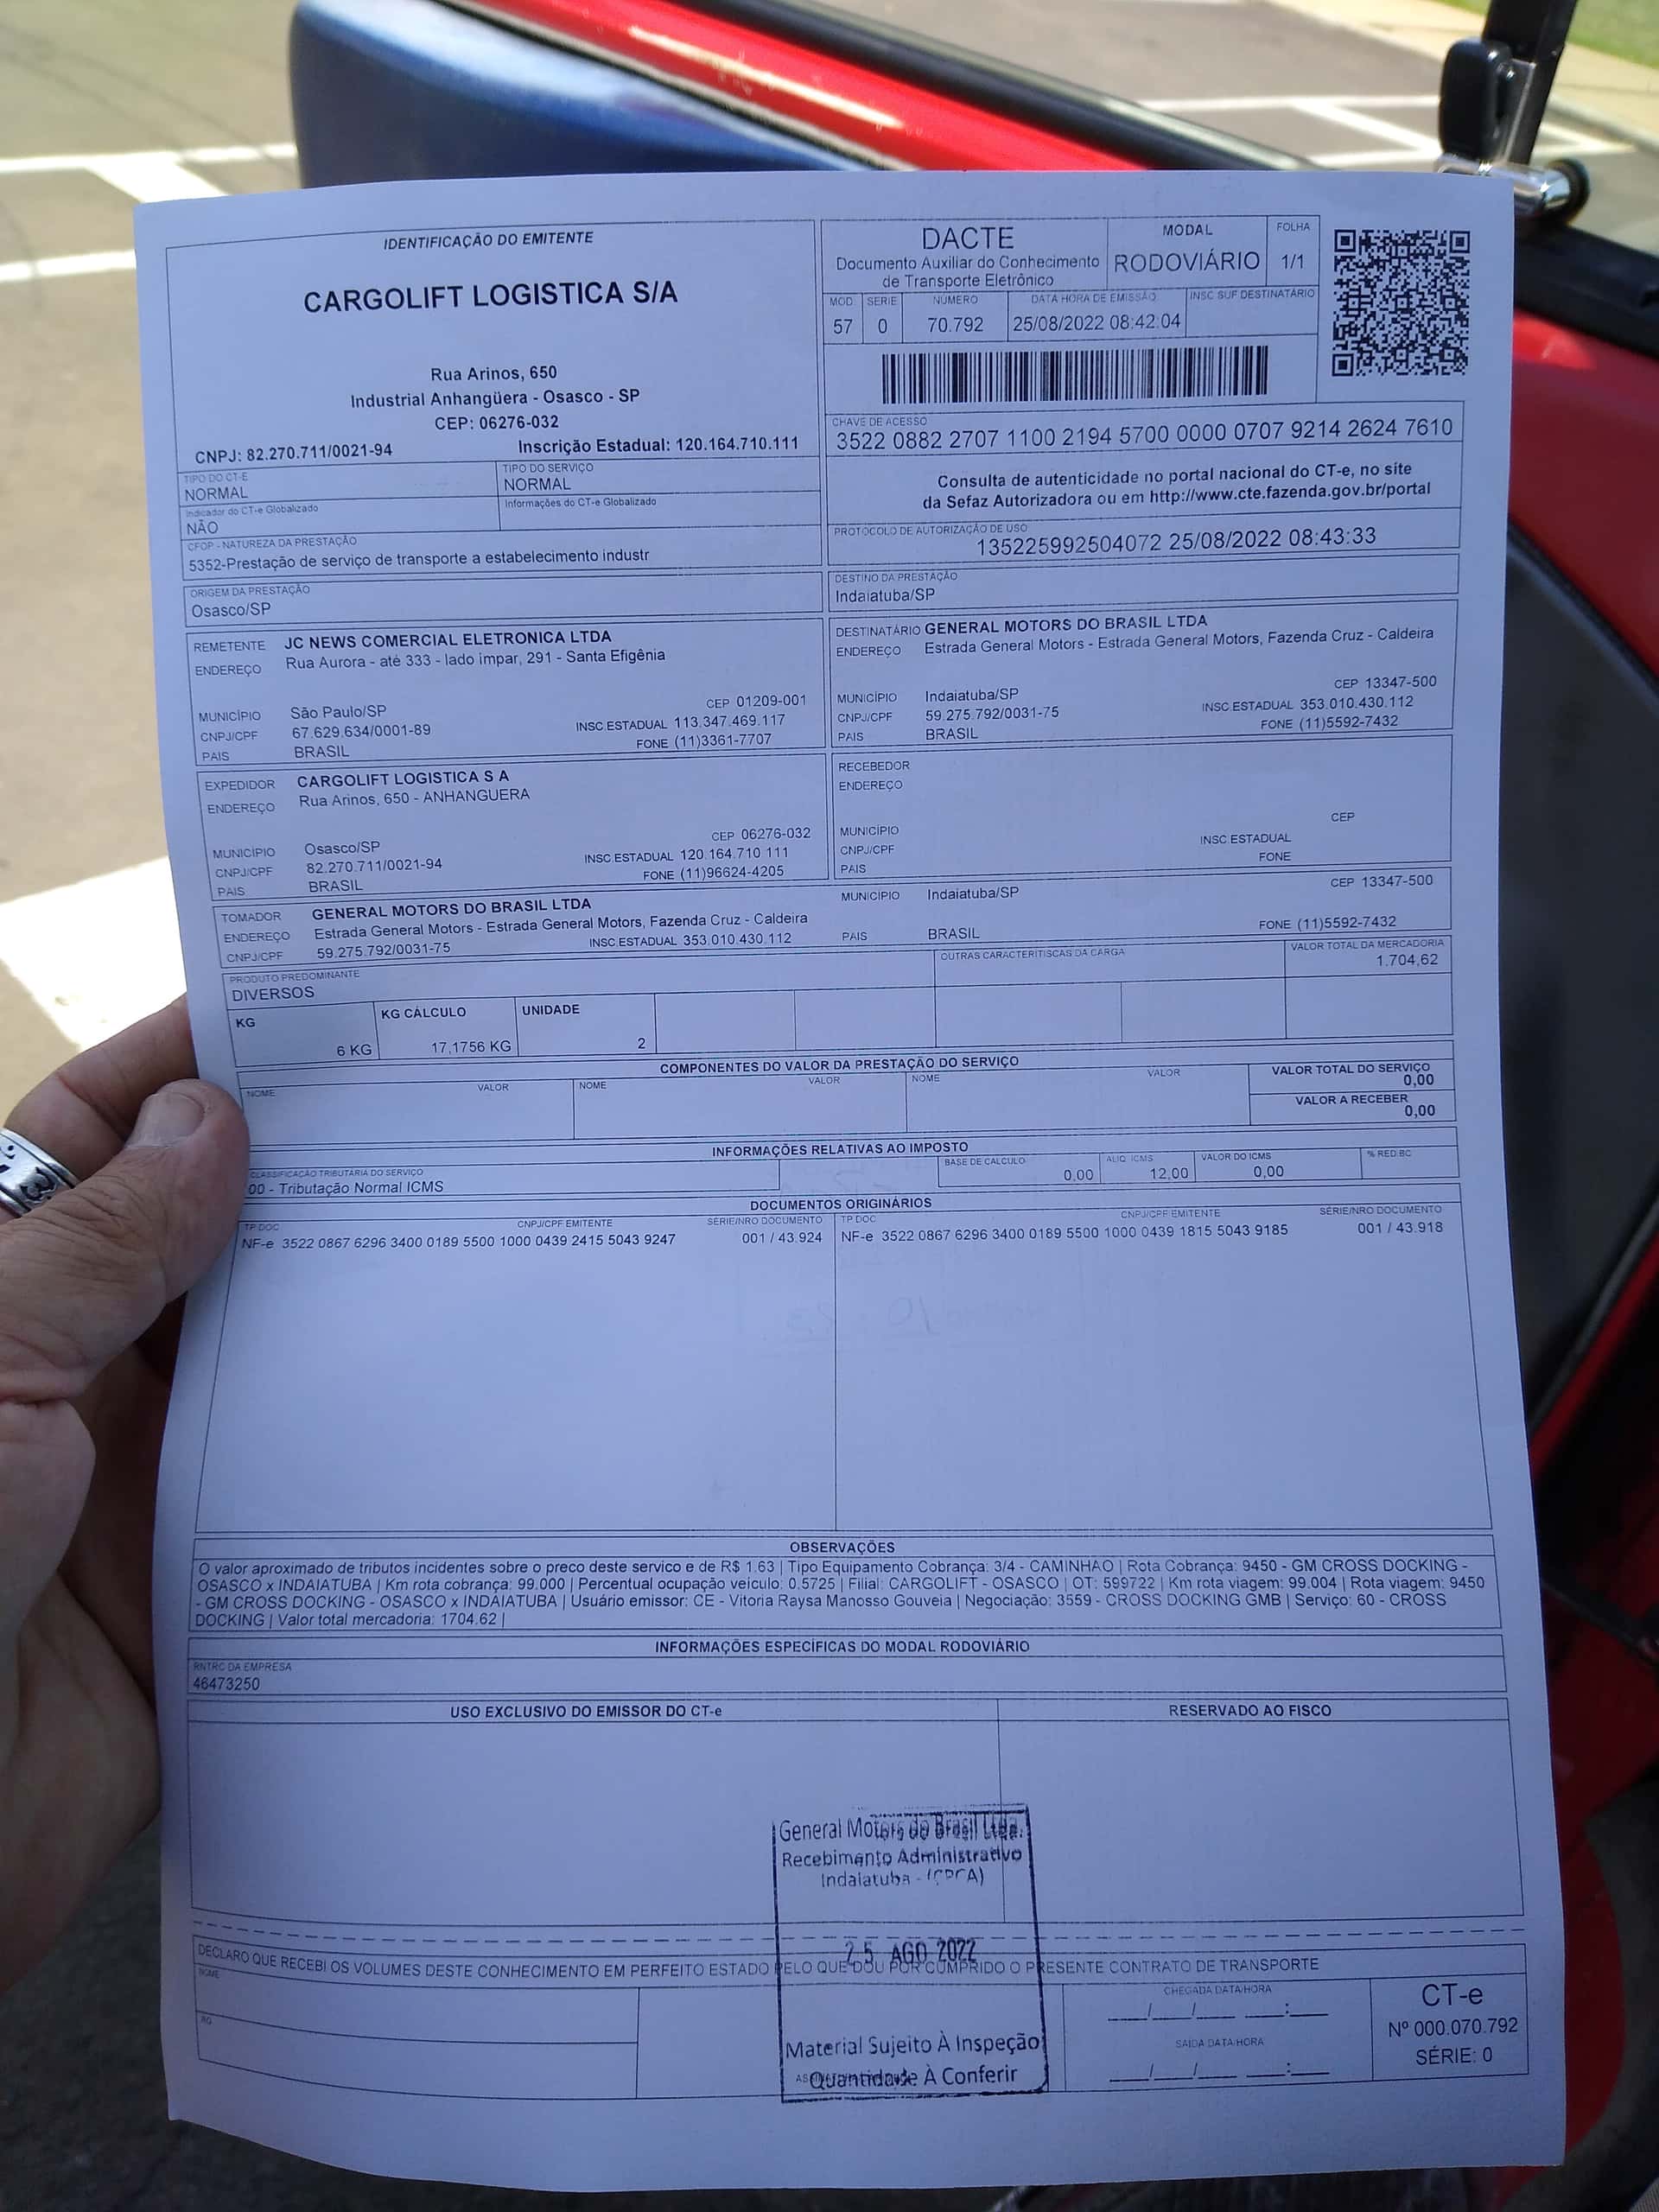 IDENTIFICAÇÃO DO EMITENTE
CARGOLIFT LOGISTICA S/A
Rua Arinos, 650
Industrial Anhangüera - Osasco - SP
CEP: 06276-032
CNPJ: 82.270.711/0021-94 Inscrição Estadual: 120.164.710.111
DACTE
Documento Auxiliar do Conhecimento
de Transporte Eletrônico
MODAL
RODOVIÁRIO
FOLHA
1/1
MOD SERIE NÚMERO DATA HORA DE EMISSÃO INSC SUF DESTINATÁRIO
57 0 70.792 25/08/2022 08:42:04
CHAVE DE ACESSO
3522 0882 2707 1100 2194 5700 0000 0707 9214 2624 7610
Consulta de autenticidade no portal nacional do CT-e, no site
da Sefaz Autorizadora ou em http://www.cte.fazenda.gov.br/portal
PROTOCOLO DE AUTORIZAÇÃO DE USO
135225992504072 25/08/2022 08:43:33
TIPO DO CT-E
NORMAL
TIPO DO SERVIÇO
NORMAL
Indicador do CT-e Globalizado
NÃO
Informações do CT-e Globalizado
CFOP - NATUREZA DA PRESTAÇÃO
5352-Prestação de serviço de transporte a estabelecimento industr
ORIGEM DA PRESTAÇÃO
Osasco/SP
DESTINO DA PRESTAÇÃO
Indaiatuba/SP
REMETENTE JC NEWS COMERCIAL ELETRONICA LTDA
ENDEREÇO Rua Aurora - até 333 - lado impar, 291 - Santa Efigênia
CEP 01209-001
MUNICÍPIO São Paulo/SP
INSC.ESTADUAL 113.347.469.117
CNPJ/CPF 67.629.634/0001-89
FONE (11)3361-7707
PAIS BRASIL
DESTINATÁRIO GENERAL MOTORS DO BRASIL LTDA
ENDEREÇO Estrada General Motors - Estrada General Motors, Fazenda Cruz - Caldeira
CEP 13347-500
MUNICÍPIO Indaiatuba/SP
INSC.ESTADUAL 353.010.430.112
CNPJ/CPF 59.275.792/0031-75
FONE (11)5592-7432
PAIS BRASIL
EXPEDIDOR CARGOLIFT LOGISTICA S A
ENDEREÇO Rua Arinos, 650 - ANHANGUERA
CEP 06276-032
MUNICÍPIO Osasco/SP
INSC.ESTADUAL 120.164.710.111
CNPJ/CPF 82.270.711/0021-94
FONE (11)96624-4205
PAIS BRASIL
RECEBEDOR
ENDEREÇO
CEP
MUNICÍPIO
INSC.ESTADUAL
CNPJ/CPF
FONE
PAIS
TOMADOR GENERAL MOTORS DO BRASIL LTDA
MUNICÍPIO Indaiatuba/SP CEP 13347-500
ENDEREÇO Estrada General Motors - Estrada General Motors, Fazenda Cruz - Caldeira
CNPJ/CPF 59.275.792/0031-75 INSC.ESTADUAL 353.010.430.112
PAIS BRASIL FONE (11)5592-7432
PRODUTO PREDOMINANTE
DIVERSOS
OUTRAS CARACTERÍTISCAS DA CARGA
VALOR TOTAL DA MERCADORIA
1.704,62
KG KG CÁLCULO UNIDADE
6 KG 17,1756 KG 2
COMPONENTES DO VALOR DA PRESTAÇÃO DO SERVIÇO
NOME VALOR NOME VALOR NOME VALOR
VALOR TOTAL DO SERVIÇO
0,00
VALOR A RECEBER
0,00
INFORMAÇÕES RELATIVAS AO IMPOSTO
CLASSIFICAÇÃO TRIBUTÁRIA DO SERVIÇO BASE DE CALCULO ALIQ ICMS VALOR DO ICMS % RED.BC
00 - Tributação Normal ICMS 0,00 12,00 0,00
DOCUMENTOS ORIGINÁRIOS
TP DOC CNPJ/CPF EMITENTE SÉRIE/NRO DOCUMENTO TP DOC CNPJ/CPF EMITENTE SÉRIE/NRO DOCUMENTO
NF-e 3522 0867 6296 3400 0189 5500 1000 0439 2415 5043 9247 001 / 43.924 NF-e 3522 0867 6296 3400 0189 5500 1000 0439 1815 5043 9185 001 / 43.918
OBSERVAÇÕES
O valor aproximado de tributos incidentes sobre o preco deste servico e de R$ 1.63 | Tipo Equipamento Cobrança: 3/4 - CAMINHAO | Rota Cobrança: 9450 - GM CROSS DOCKING -
OSASCO x INDAIATUBA | Km rota cobrança: 99.000 | Percentual ocupação veiculo: 0.5725 | Filial: CARGOLIFT - OSASCO | OT: 599722 | Km rota viagem: 99.004 | Rota viagem: 9450
- GM CROSS DOCKING - OSASCO x INDAIATUBA | Usuário emissor: CE - Vitoria Raysa Manosso Gouveia | Negociação: 3559 - CROSS DOCKING GMB | Serviço: 60 - CROSS
DOCKING | Valor total mercadoria: 1704.62 |
INFORMAÇÕES ESPECÍFICAS DO MODAL RODOVIÁRIO
RNTRC DA EMPRESA
46473250
USO EXCLUSIVO DO EMISSOR DO CT-e
RESERVADO AO FISCO
General Motors do Brasil Ltda.
Recebimento Administrativo
Indaiatuba -
25 AGO 2022
DECLARO QUE RECEBI OS VOLUMES DESTE CONHECIMENTO EM PERFEITO ESTADO PELO QUE DOU POR CUMPRIDO O PRESENTE CONTRATO DE TRANSPORTE
NOME
RG
Material Sujeito À Inspeção
Quantidade À Conferir
CHEGADA DATA/HORA
___/___/___ ___:___
SAÍDA DATA/HORA
___/___/___ ___:___
CT-e
Nº 000.070.792
SÉRIE: 0